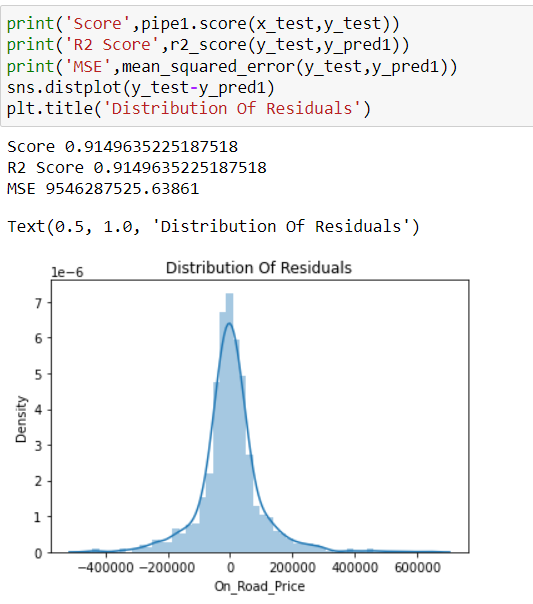 print('Score',pipe1.score(x_test,y_test))
print('R2 Score',r2_score(y_test,y_pred1))
print('MSE',mean_squared_error(y_test,y_pred1))
sns.distplot(y_test-y_pred1)
plt.title('Distribution Of Residuals')
Score 0.9149635225187518
R2 Score 0.9149635225187518
MSE 9546287525.63861
Text(0.5, 1.0, 'Distribution Of Residuals')
Distribution Of Residuals
1e-6
7
6
5
4
3
2
1
0
Density
-400000 -200000 0 200000 400000 600000
On_Road_Price